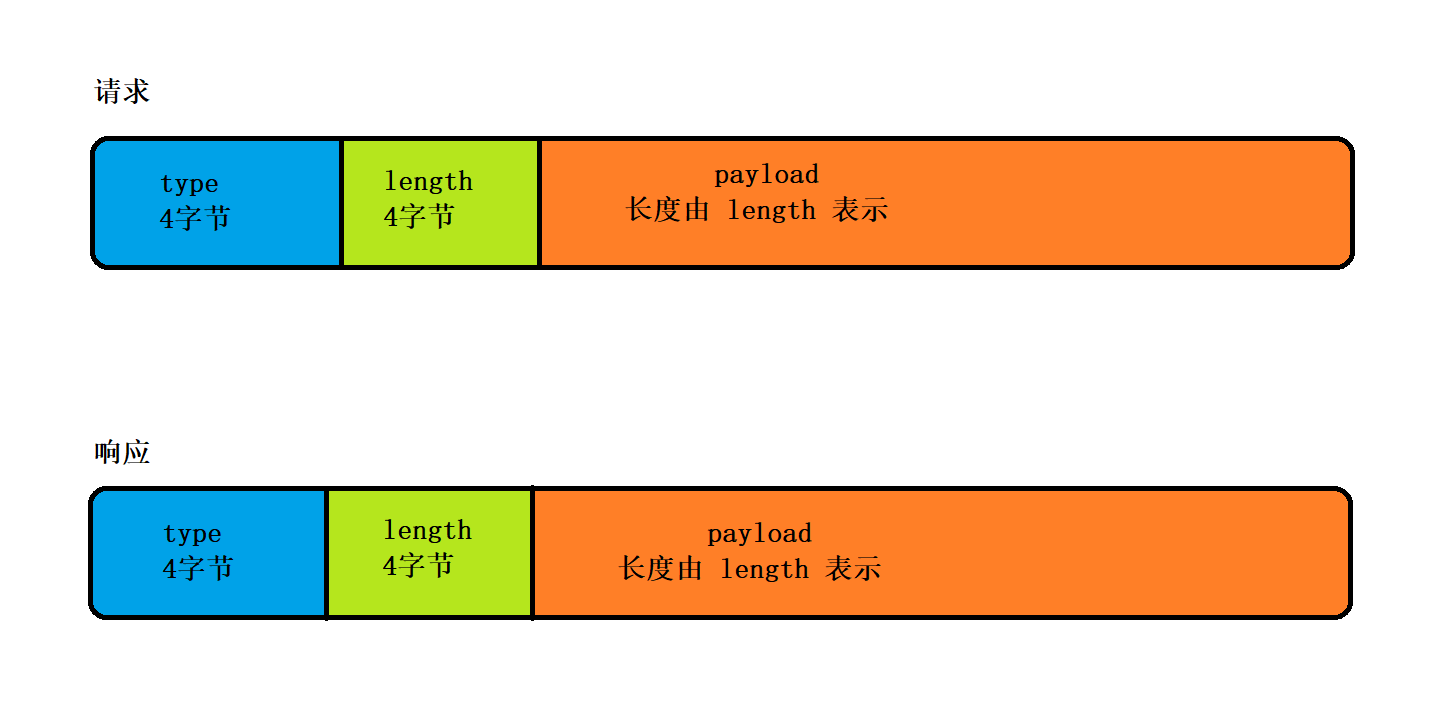 请求
type
4字节
length
4字节
payload
长度由 length 表示
响应
type
4字节
length
4字节
payload
长度由 length 表示